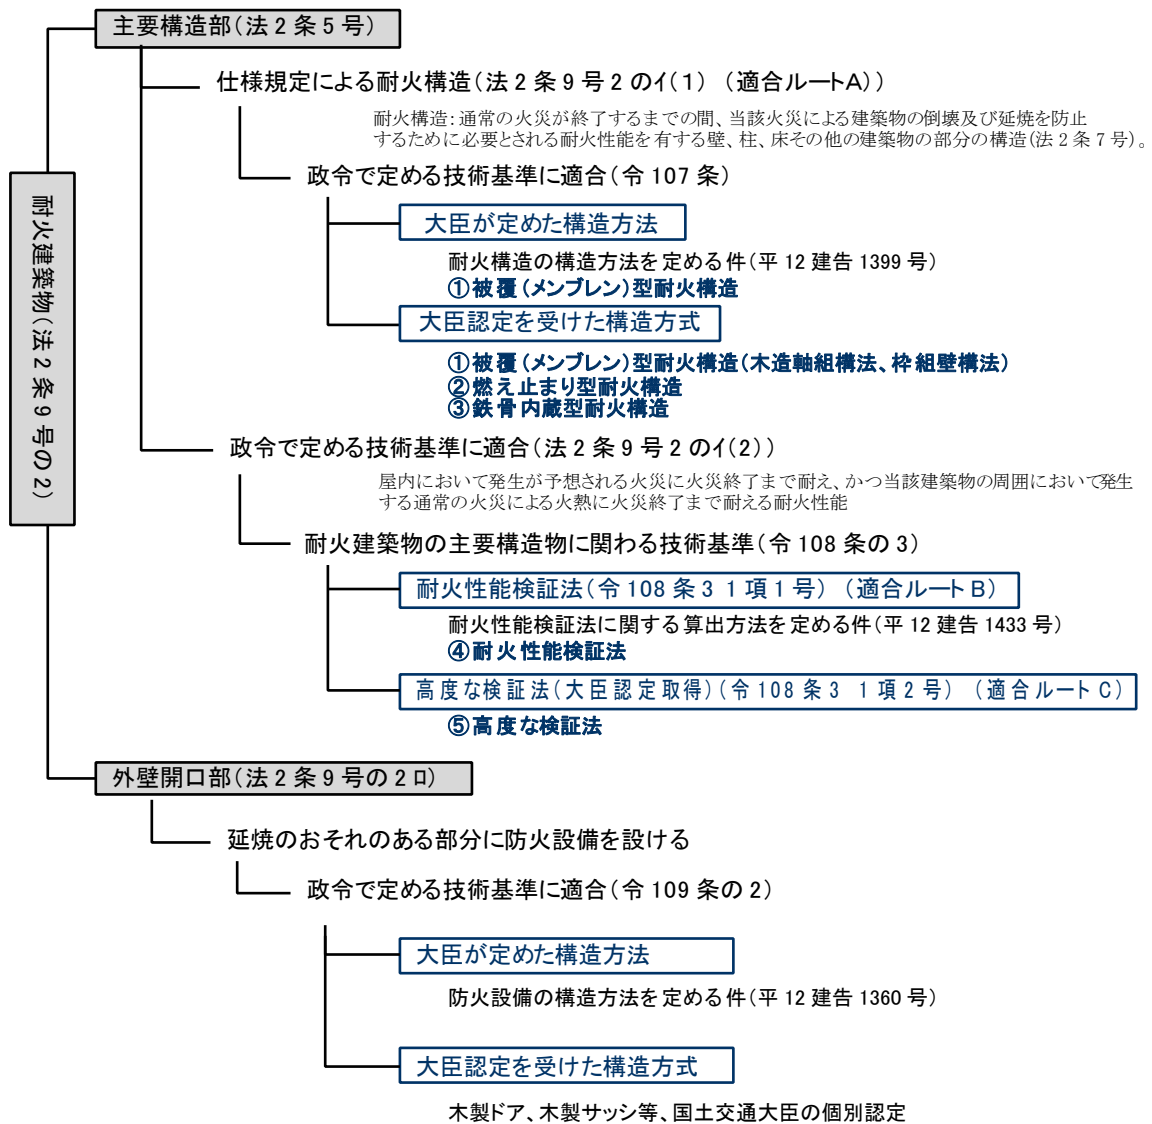 主要構造部(法2条5号)
仕様規定による耐火構造(法2条9号2のイ(1) (適合ルートA))
耐火構造:通常の火災が終了するまでの間、当該火災による建築物の倒壊及び延焼を防止
するために必要とされる耐火性能を有する壁、柱、床その他の建築物の部分の構造(法2条7号)。
政令で定める技術基準に適合(令107条)
大臣が定めた構造方法
耐火構造の構造方法を定める件(平12建告1399号)
①被覆(メンブレン)型耐火構造
大臣認定を受けた構造方式
①被覆(メンブレン)型耐火構造(木造軸組構法、枠組壁構法)
②燃え止まり型耐火構造
③鉄骨内蔵型耐火構造
耐火建築物(法2条9号の2)
政令で定める技術基準に適合(法2条9号2のイ(2))
屋内において発生が予想される火災に火災終了まで耐え、かつ当該建築物の周囲において発生
する通常の火災による火熱に火災終了まで耐える耐火性能
耐火建築物の主要構造物に関わる技術基準(令108条の3)
耐火性能検証法(令108条3 1項1号) (適合ルートB)
耐火性能検証法に関する算出方法を定める件(平12建告1433号)
④耐火性能検証法
高度な検証法(大臣認定取得)(令108条3 1項2号) (適合ルートC)
⑤高度な検証法
外壁開口部(法2条9号の2ロ)
延焼のおそれのある部分に防火設備を設ける
政令で定める技術基準に適合(令109条の2)
大臣が定めた構造方法
防火設備の構造方法を定める件(平12建告1360号)
大臣認定を受けた構造方式
木製ドア、木製サッシ等、国土交通大臣の個別認定